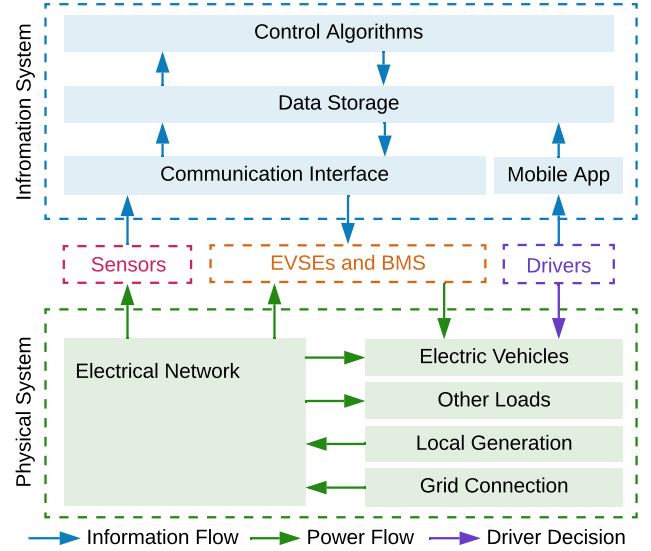 Infromation System
Control Algorithms
Data Storage
Communication Interface
Mobile App
Sensors
EVSEs and BMS
Drivers
Physical System
Electrical Network
Electric Vehicles
Other Loads
Local Generation
Grid Connection
Information Flow
Power Flow
Driver Decision